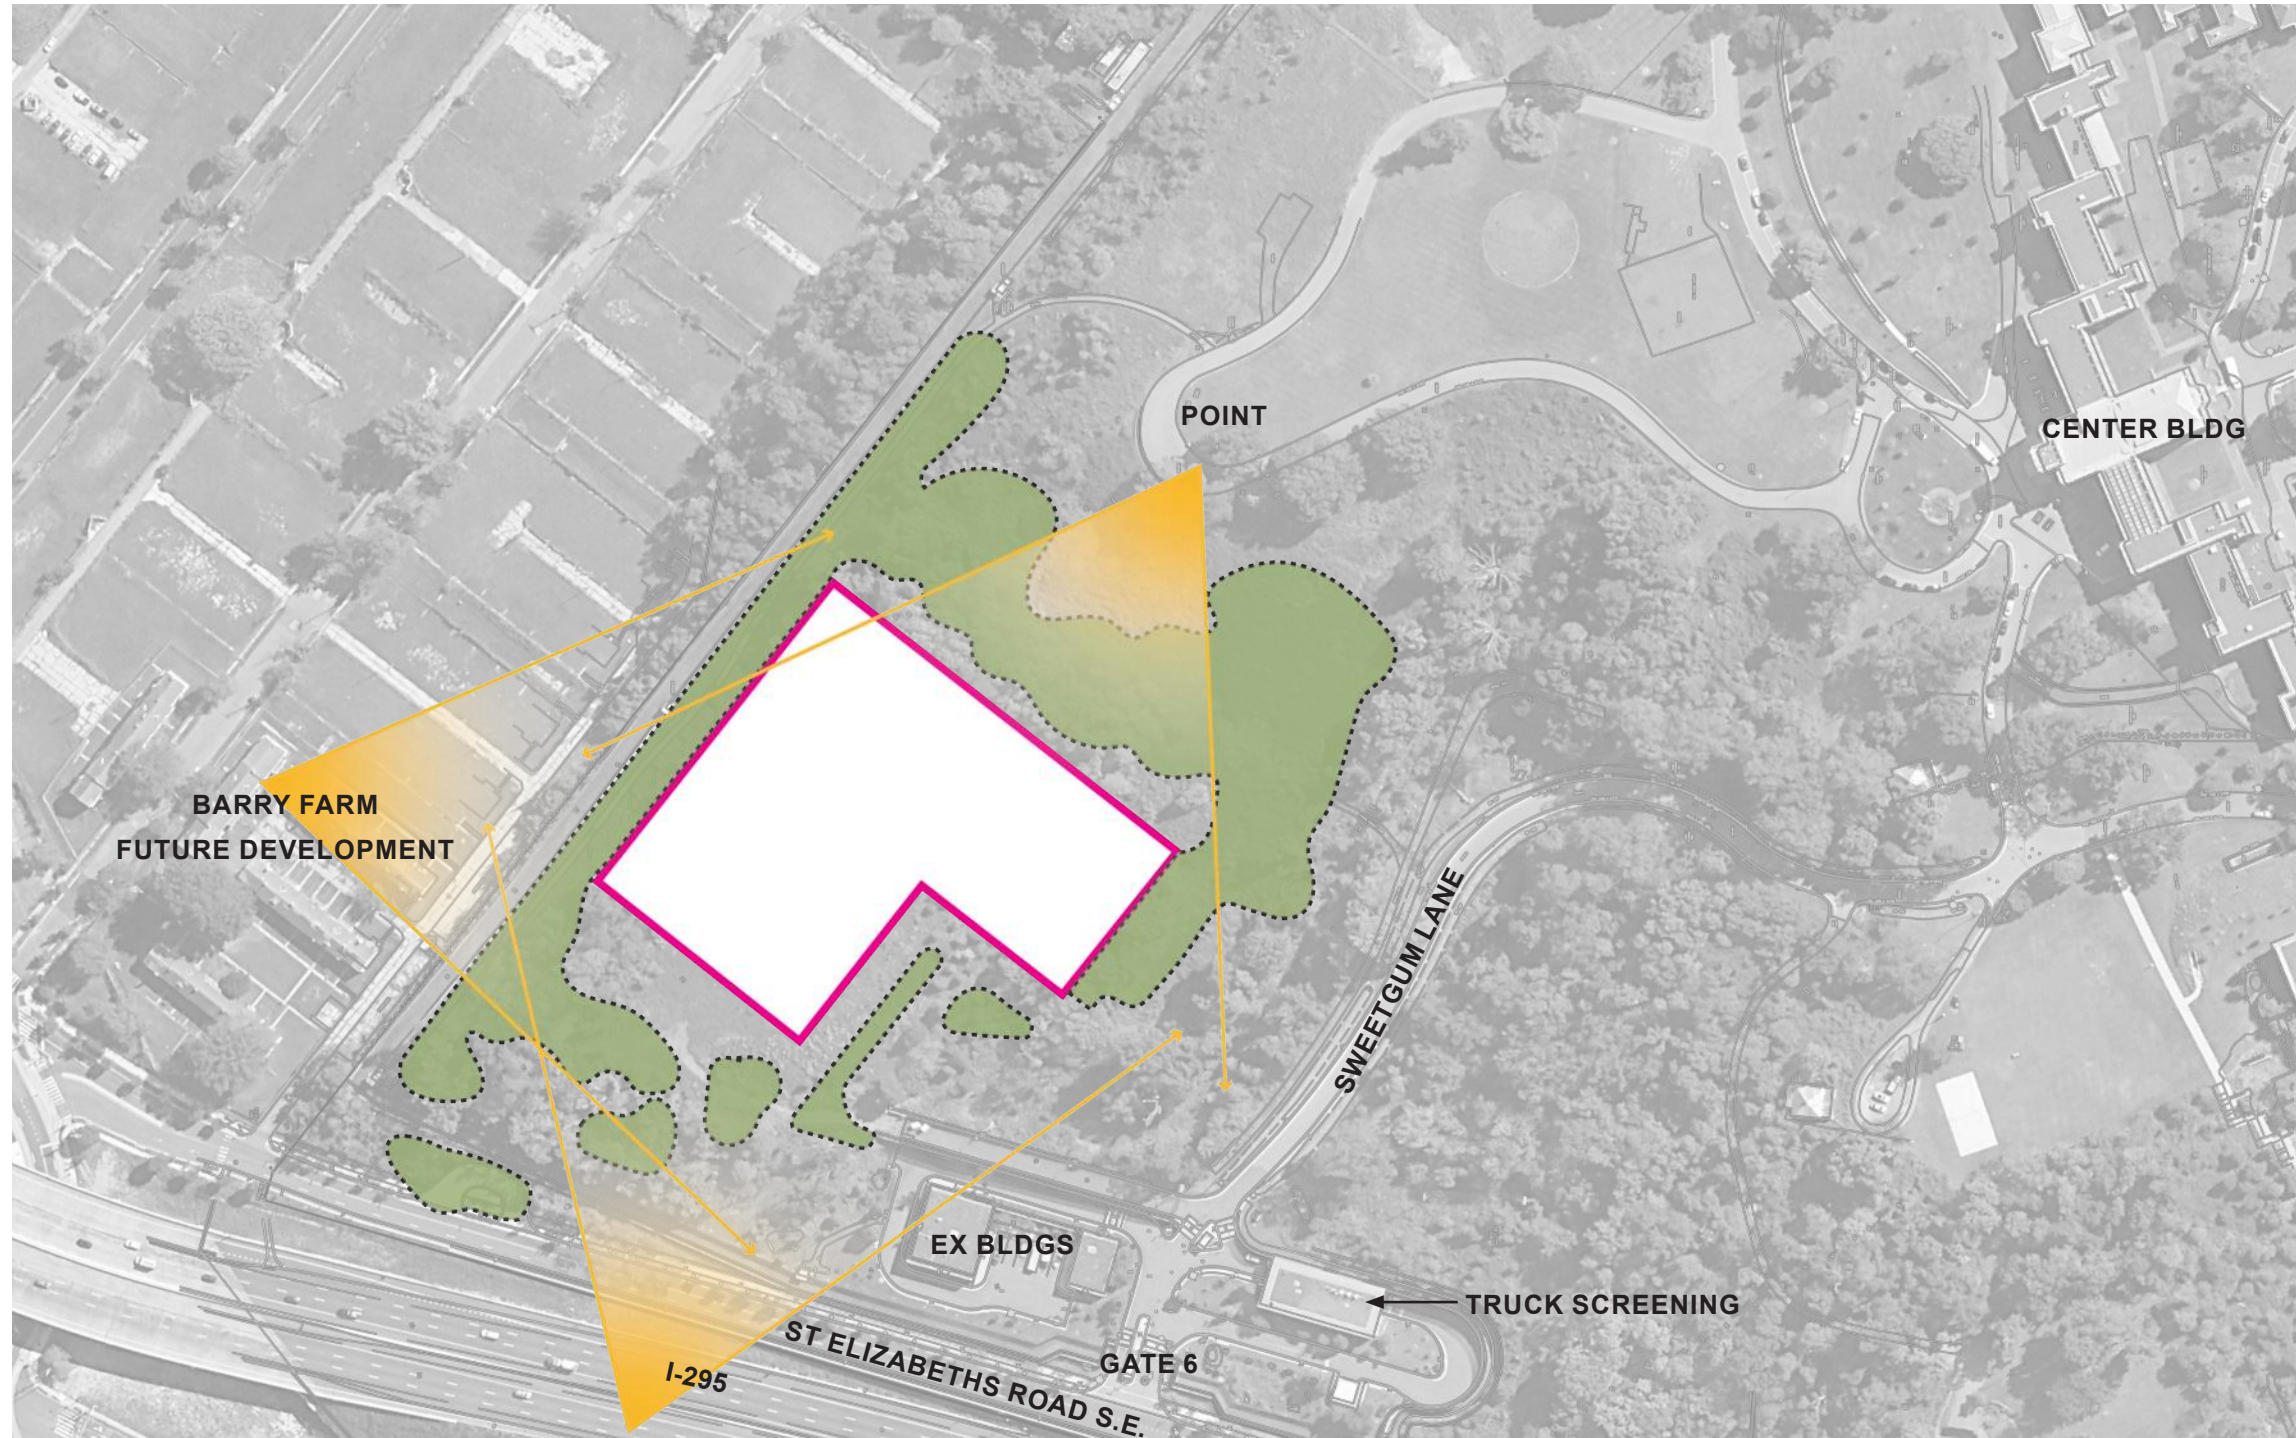 POINT
CENTER BLDG
BARRY FARM
FUTURE DEVELOPMENT
SWEETGUM LANE
EX BLDGS
TRUCK SCREENING
ST ELIZABETHS ROAD S.E.
GATE 6
I-295